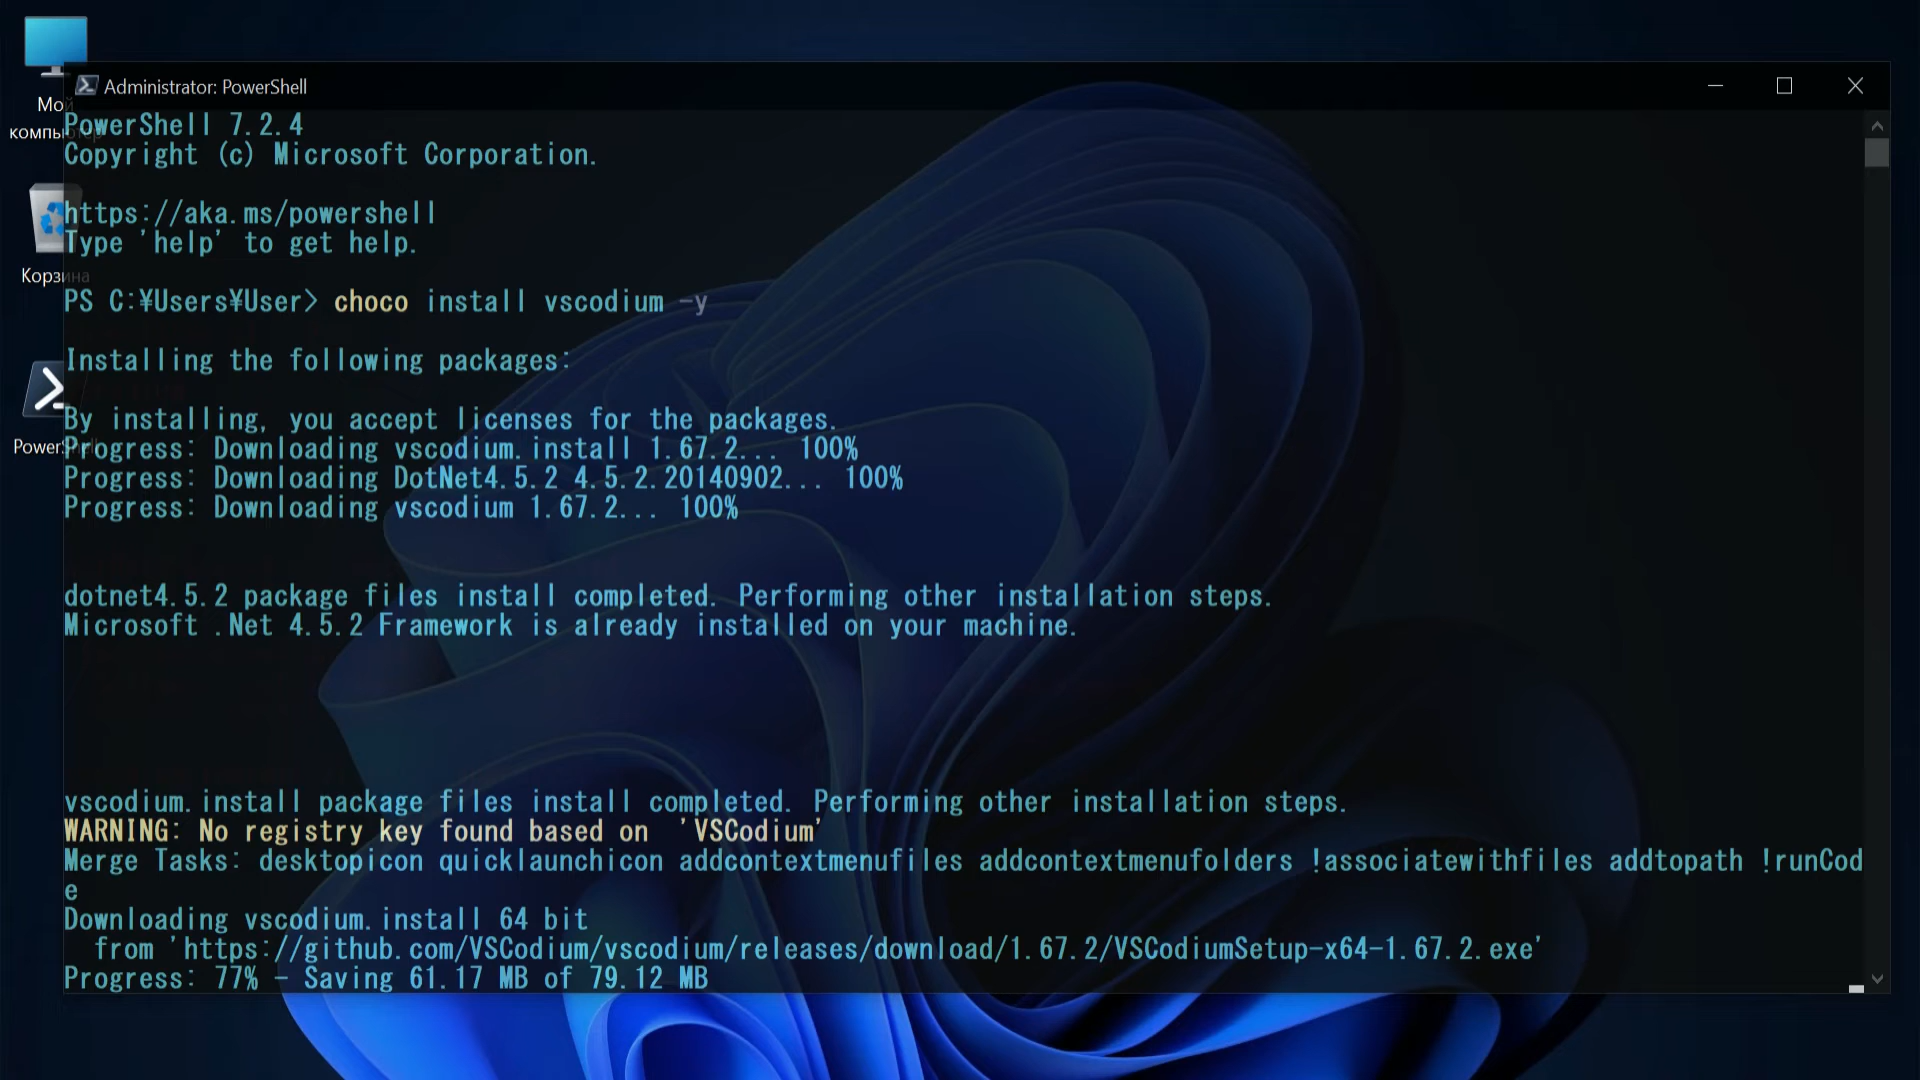 Мой
компьютер
Корзина
PowerShell
Administrator: PowerShell
PowerShell 7.2.4
Copyright (c) Microsoft Corporation.
https://aka.ms/powershell
Type 'help' to get help.
PS C:¥Users¥User> choco install vscodium -y
Installing the following packages:
By installing, you accept licenses for the packages.
Progress: Downloading vscodium.install 1.67.2... 100%
Progress: Downloading DotNet4.5.2 4.5.2.20140902... 100%
Progress: Downloading vscodium 1.67.2... 100%
dotnet4.5.2 package files install completed. Performing other installation steps.
Microsoft .Net 4.5.2 Framework is already installed on your machine.
vscodium.install package files install completed. Performing other installation steps.
WARNING: No registry key found based on  'VSCodium'
Merge Tasks: desktopicon quicklaunchicon addcontextmenufiles addcontextmenufolders !associatewithfiles addtopath !runCod
e
Downloading vscodium.install 64 bit
  from 'https://github.com/VSCodium/vscodium/releases/download/1.67.2/VSCodiumSetup-x64-1.67.2.exe'
Progress: 77% - Saving 61.17 MB of 79.12 MB